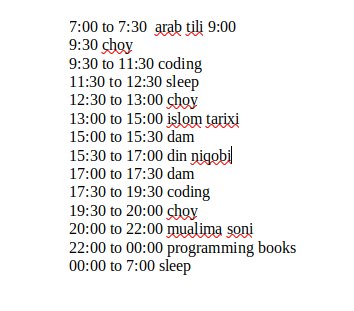 7:00 to 7:30  arab tili 9:00
9:30 choy
9:30 to 11:30 coding
11:30 to 12:30 sleep
12:30 to 13:00 choy
13:00 to 15:00 islom tarixi
15:00 to 15:30 dam
15:30 to 17:00 din niqobi
17:00 to 17:30 dam
17:30 to 19:30 coding
19:30 to 20:00 choy
20:00 to 22:00 mualima soni
22:00 to 00:00 programming books
00:00 to 7:00 sleep